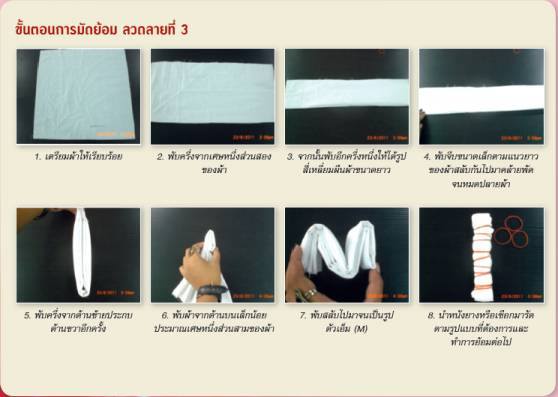 ขั้นตอนการมัดย้อม ลวดลายที่ 3
1. เตรียมผ้าให้เรียบร้อย
2. พับครึ่งจากเศษหนึ่งส่วนสอง
ของผ้า
3. จากนั้นพับอีกครึ่งหนึ่งให้ได้รูป
สี่เหลี่ยมผืนผ้าขนาดยาว
4. พับจีบขนาดเล็กตามแนวยาว
ของผ้าสลับกันไปมาคล้ายพัด
จนหมดปลายผ้า
5. พับครึ่งจากด้านซ้ายประกบ
ด้านขวาอีกครั้ง
6. พับผ้าจากด้านบนเล็กน้อย
ประมาณเศษหนึ่งส่วนสามของผ้า
7. พับสลับไปมาจนเป็นรูป
ตัวเอ็ม (M)
8. นำหนังยางหรือเชือกมารัด
ตามรูปแบบที่ต้องการและ
ทำการย้อมต่อไป